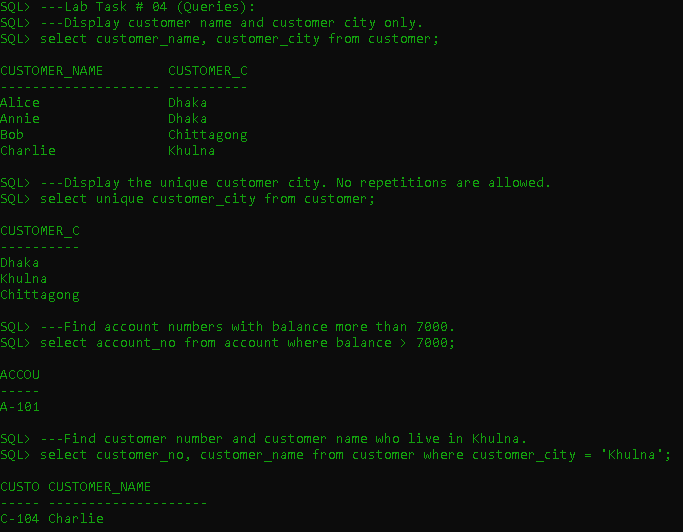 SQL> ---Lab Task # 04 (Queries):
SQL> ---Display customer name and customer city only.
SQL> select customer_name, customer_city from customer;
CUSTOMER_NAME        CUSTOMER_C
-------------------- ----------
Alice                Dhaka
Annie                Dhaka
Bob                  Chittagong
Charlie              Khulna
SQL> ---Display the unique customer city. No repetitions are allowed.
SQL> select unique customer_city from customer;
CUSTOMER_C
----------
Dhaka
Khulna
Chittagong
SQL> ---Find account numbers with balance more than 7000.
SQL> select account_no from account where balance > 7000;
ACCOU
-----
A-101
SQL> ---Find customer number and customer name who live in Khulna.
SQL> select customer_no, customer_name from customer where customer_city = 'Khulna';
CUSTO CUSTOMER_NAME
----- --------------------
C-104 Charlie